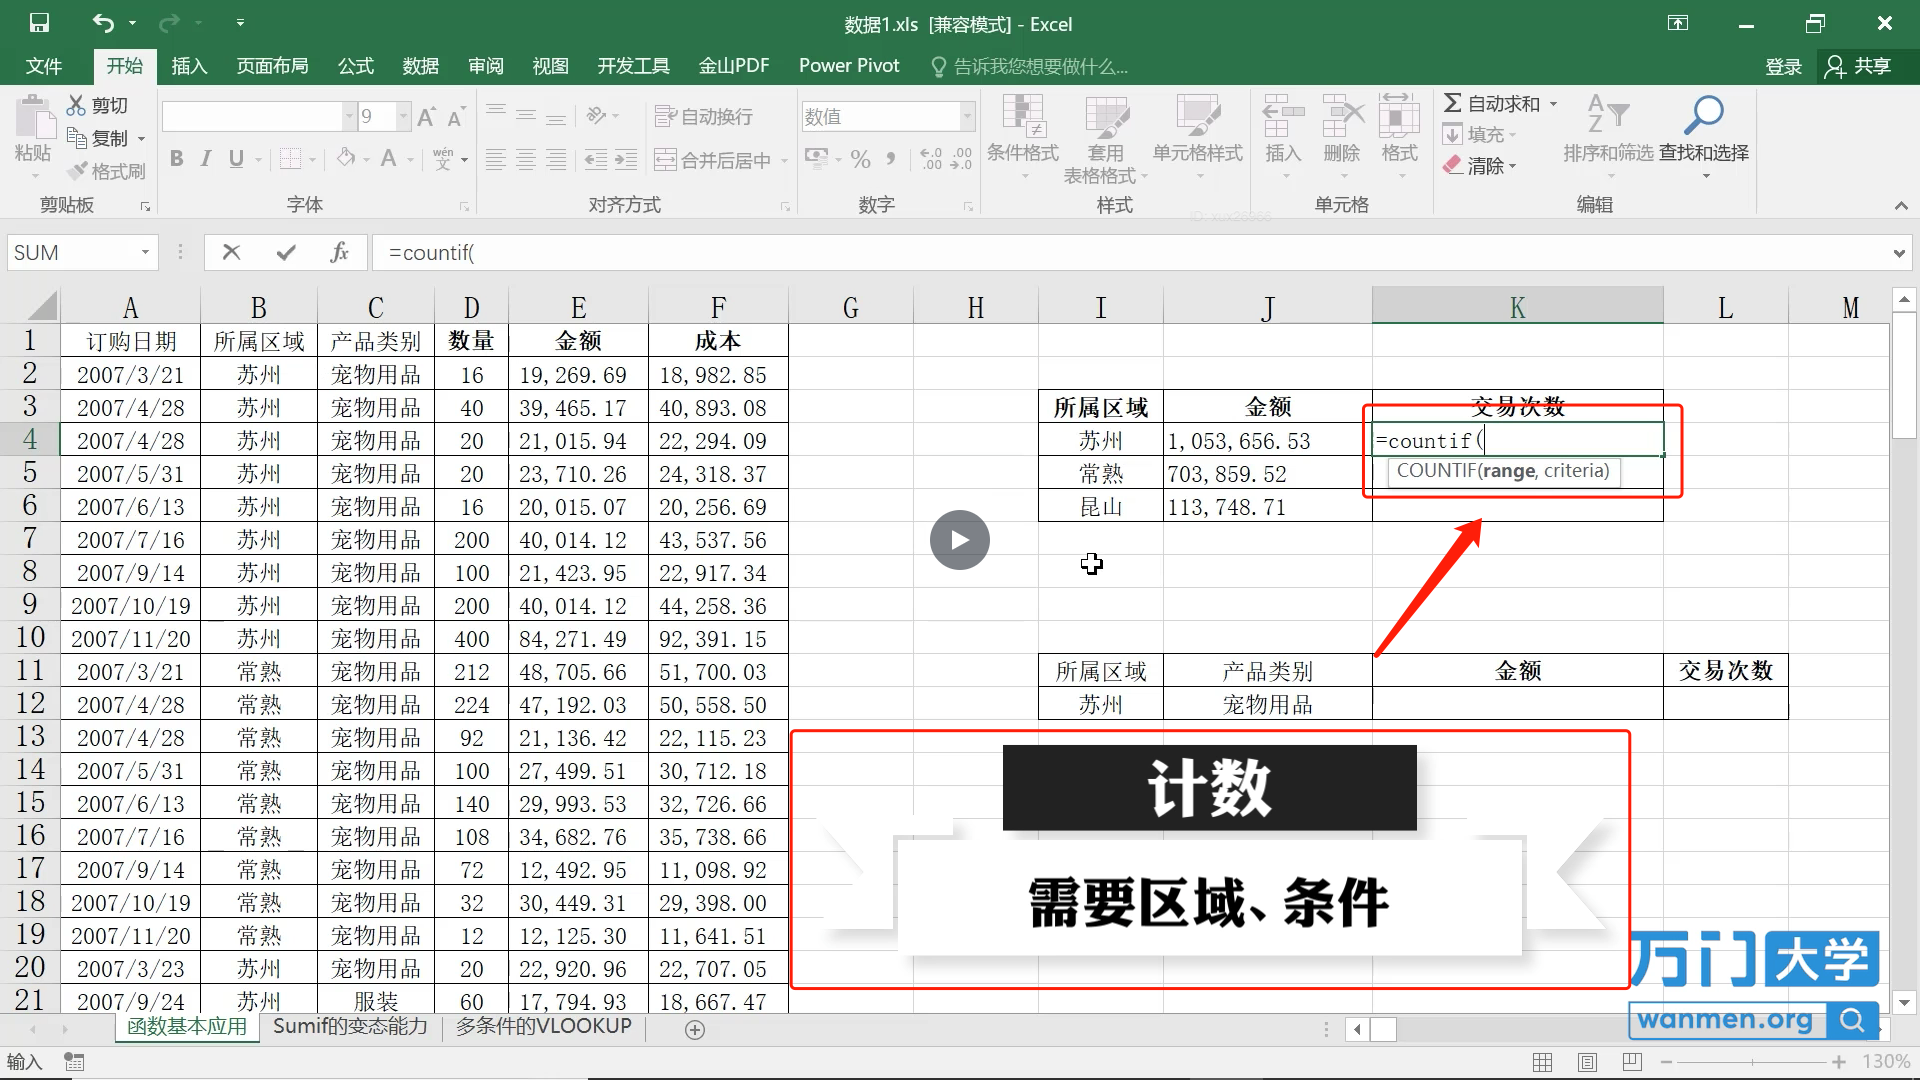 数据1.xls  [兼容模式] - Excel
文件 开始 插入 页面布局 公式 数据 审阅 视图 开发工具 金山PDF Power Pivot 告诉我您想要做什么... 登录 共享
粘贴 剪切 复制 格式刷 剪贴板
9 B I U A wén 文 字体
自动换行 合并后居中 对齐方式
数值 % 数字
条件格式 套用 表格格式 单元格样式 样式
插入 删除 格式 单元格
自动求和 填充 清除 排序和筛选 查找和选择 编辑
ID: xux26966
SUM fx =countif(
A B C D E F G H I J K L M
1 订购日期 所属区域 产品类别 数量 金额 成本
2 2007/3/21 苏州 宠物用品 16 19,269.69 18,982.85
3 2007/4/28 苏州 宠物用品 40 39,465.17 40,893.08 所属区域 金额 交易次数
4 2007/4/28 苏州 宠物用品 20 21,015.94 22,294.09 苏州 1,053,656.53 =countif(
5 2007/5/31 苏州 宠物用品 20 23,710.26 24,318.37 常熟 703,859.52 COUNTIF(range, criteria)
6 2007/6/13 苏州 宠物用品 16 20,015.07 20,256.69 昆山 113,748.71
7 2007/7/16 苏州 宠物用品 200 40,014.12 43,537.56
8 2007/9/14 苏州 宠物用品 100 21,423.95 22,917.34
9 2007/10/19 苏州 宠物用品 200 40,014.12 44,258.36
10 2007/11/20 苏州 宠物用品 400 84,271.49 92,391.15
11 2007/3/21 常熟 宠物用品 212 48,705.66 51,700.03 所属区域 产品类别 金额 交易次数
12 2007/4/28 常熟 宠物用品 224 47,192.03 50,558.50 苏州 宠物用品
13 2007/4/28 常熟 宠物用品 92 21,136.42 22,115.23
14 2007/5/31 常熟 宠物用品 100 27,499.51 30,712.18
15 2007/6/13 常熟 宠物用品 140 29,993.53 32,726.66
16 2007/7/16 常熟 宠物用品 108 34,682.76 35,738.66
17 2007/9/14 常熟 宠物用品 72 12,492.95 11,098.92
18 2007/10/19 常熟 宠物用品 32 30,449.31 29,398.00
19 2007/11/20 常熟 宠物用品 12 12,125.30 11,641.51
20 2007/3/23 苏州 宠物用品 20 22,920.96 22,707.05
21 2007/9/24 苏州 服装 60 17,794.93 18,667.47
计数
需要区域、条件
万门大学
wanmen.org
函数基本应用 Sumif的变态能力 多条件的VLOOKUP
输入 130%